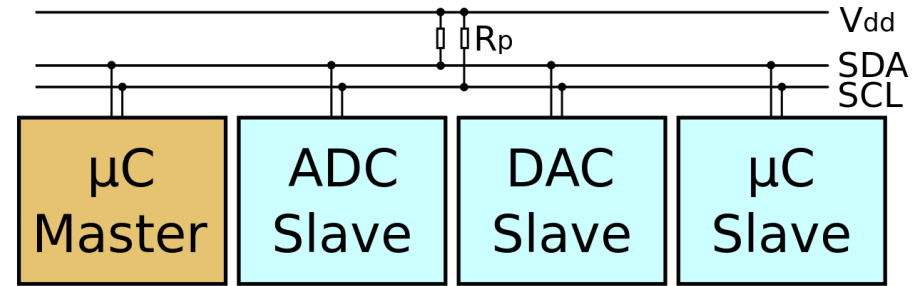 Vdd
Rp
SDA
SCL
µC
Master
ADC
Slave
DAC
Slave
µC
Slave